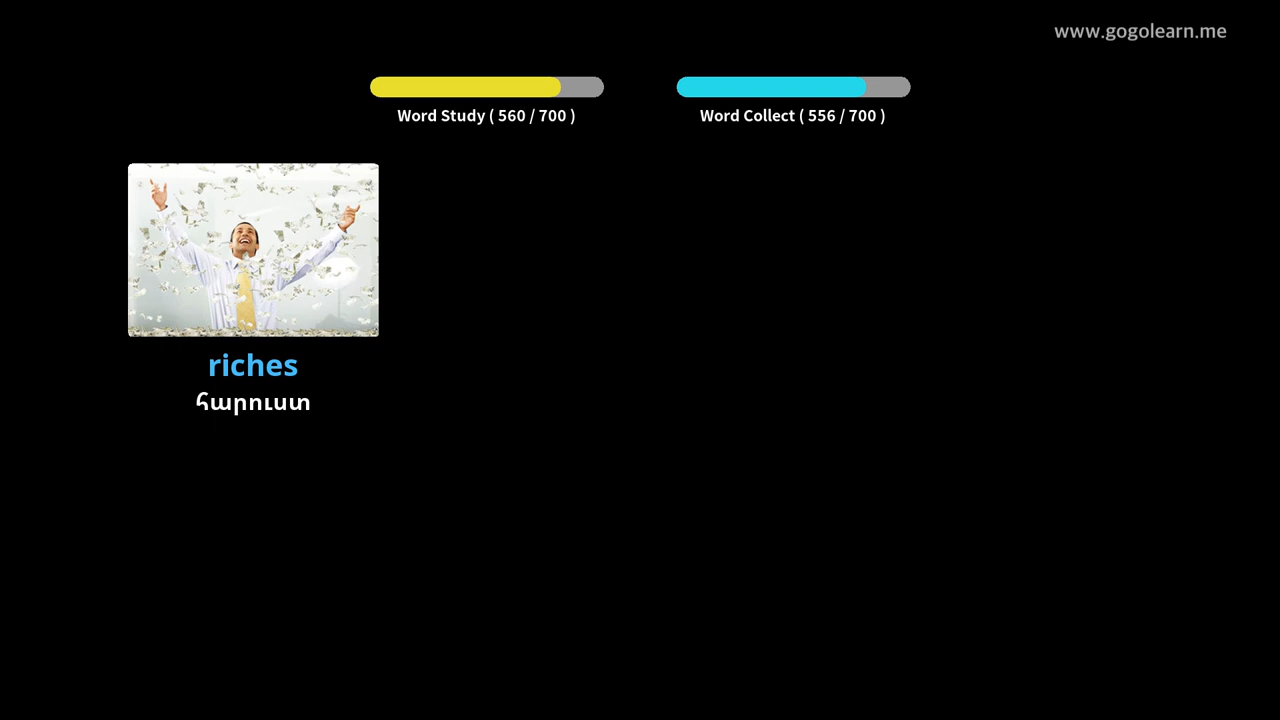 www.gogolearn.me
Word Study ( 560 / 700 )
Word Collect ( 556 / 700 )
riches
հարուստ